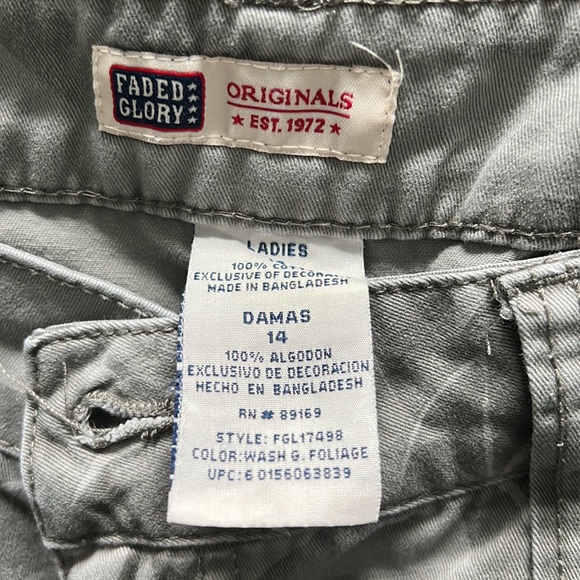 FADED
GLORY
ORIGINALS
★ EST. 1972 ★
LADIES
100%
EXCLUSIVE OF
MADE IN BANGLADESH
DAMAS
14
100% ALGODON
EXCLUSIVO DE DECORACION
HECHO EN BANGLADESH
RN# 89169
STYLE: FGL17498
COLOR:WASH G. FOLIAGE
UPC:6 0156063839